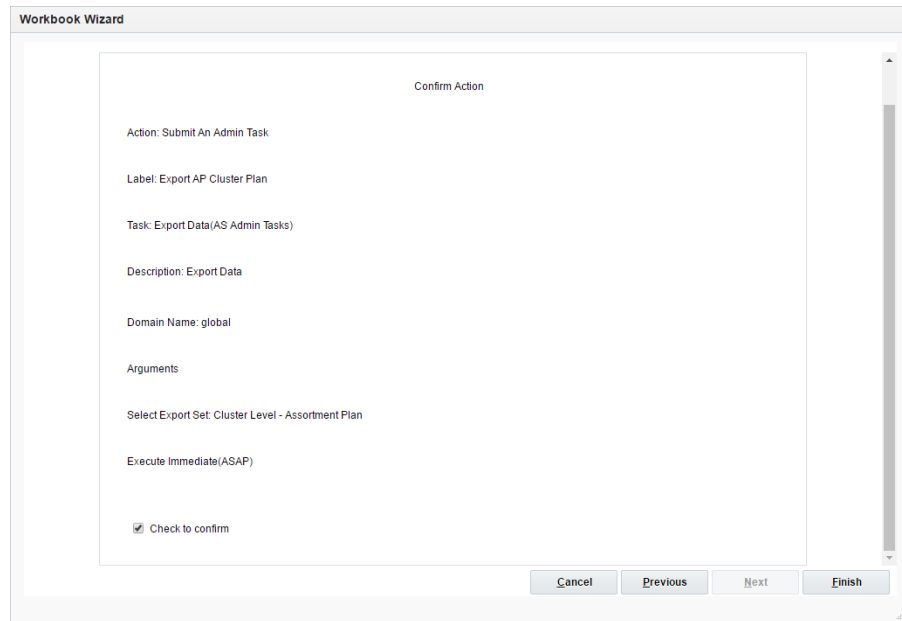 Workbook Wizard
Confirm Action
Action: Submit An Admin Task
Label: Export AP Cluster Plan
Task: Export Data(AS Admin Tasks)
Description: Export Data
Domain Name: global
Arguments
Select Export Set: Cluster Level - Assortment Plan
Execute Immediate(ASAP)
Check to confirm
Cancel Previous Next Finish